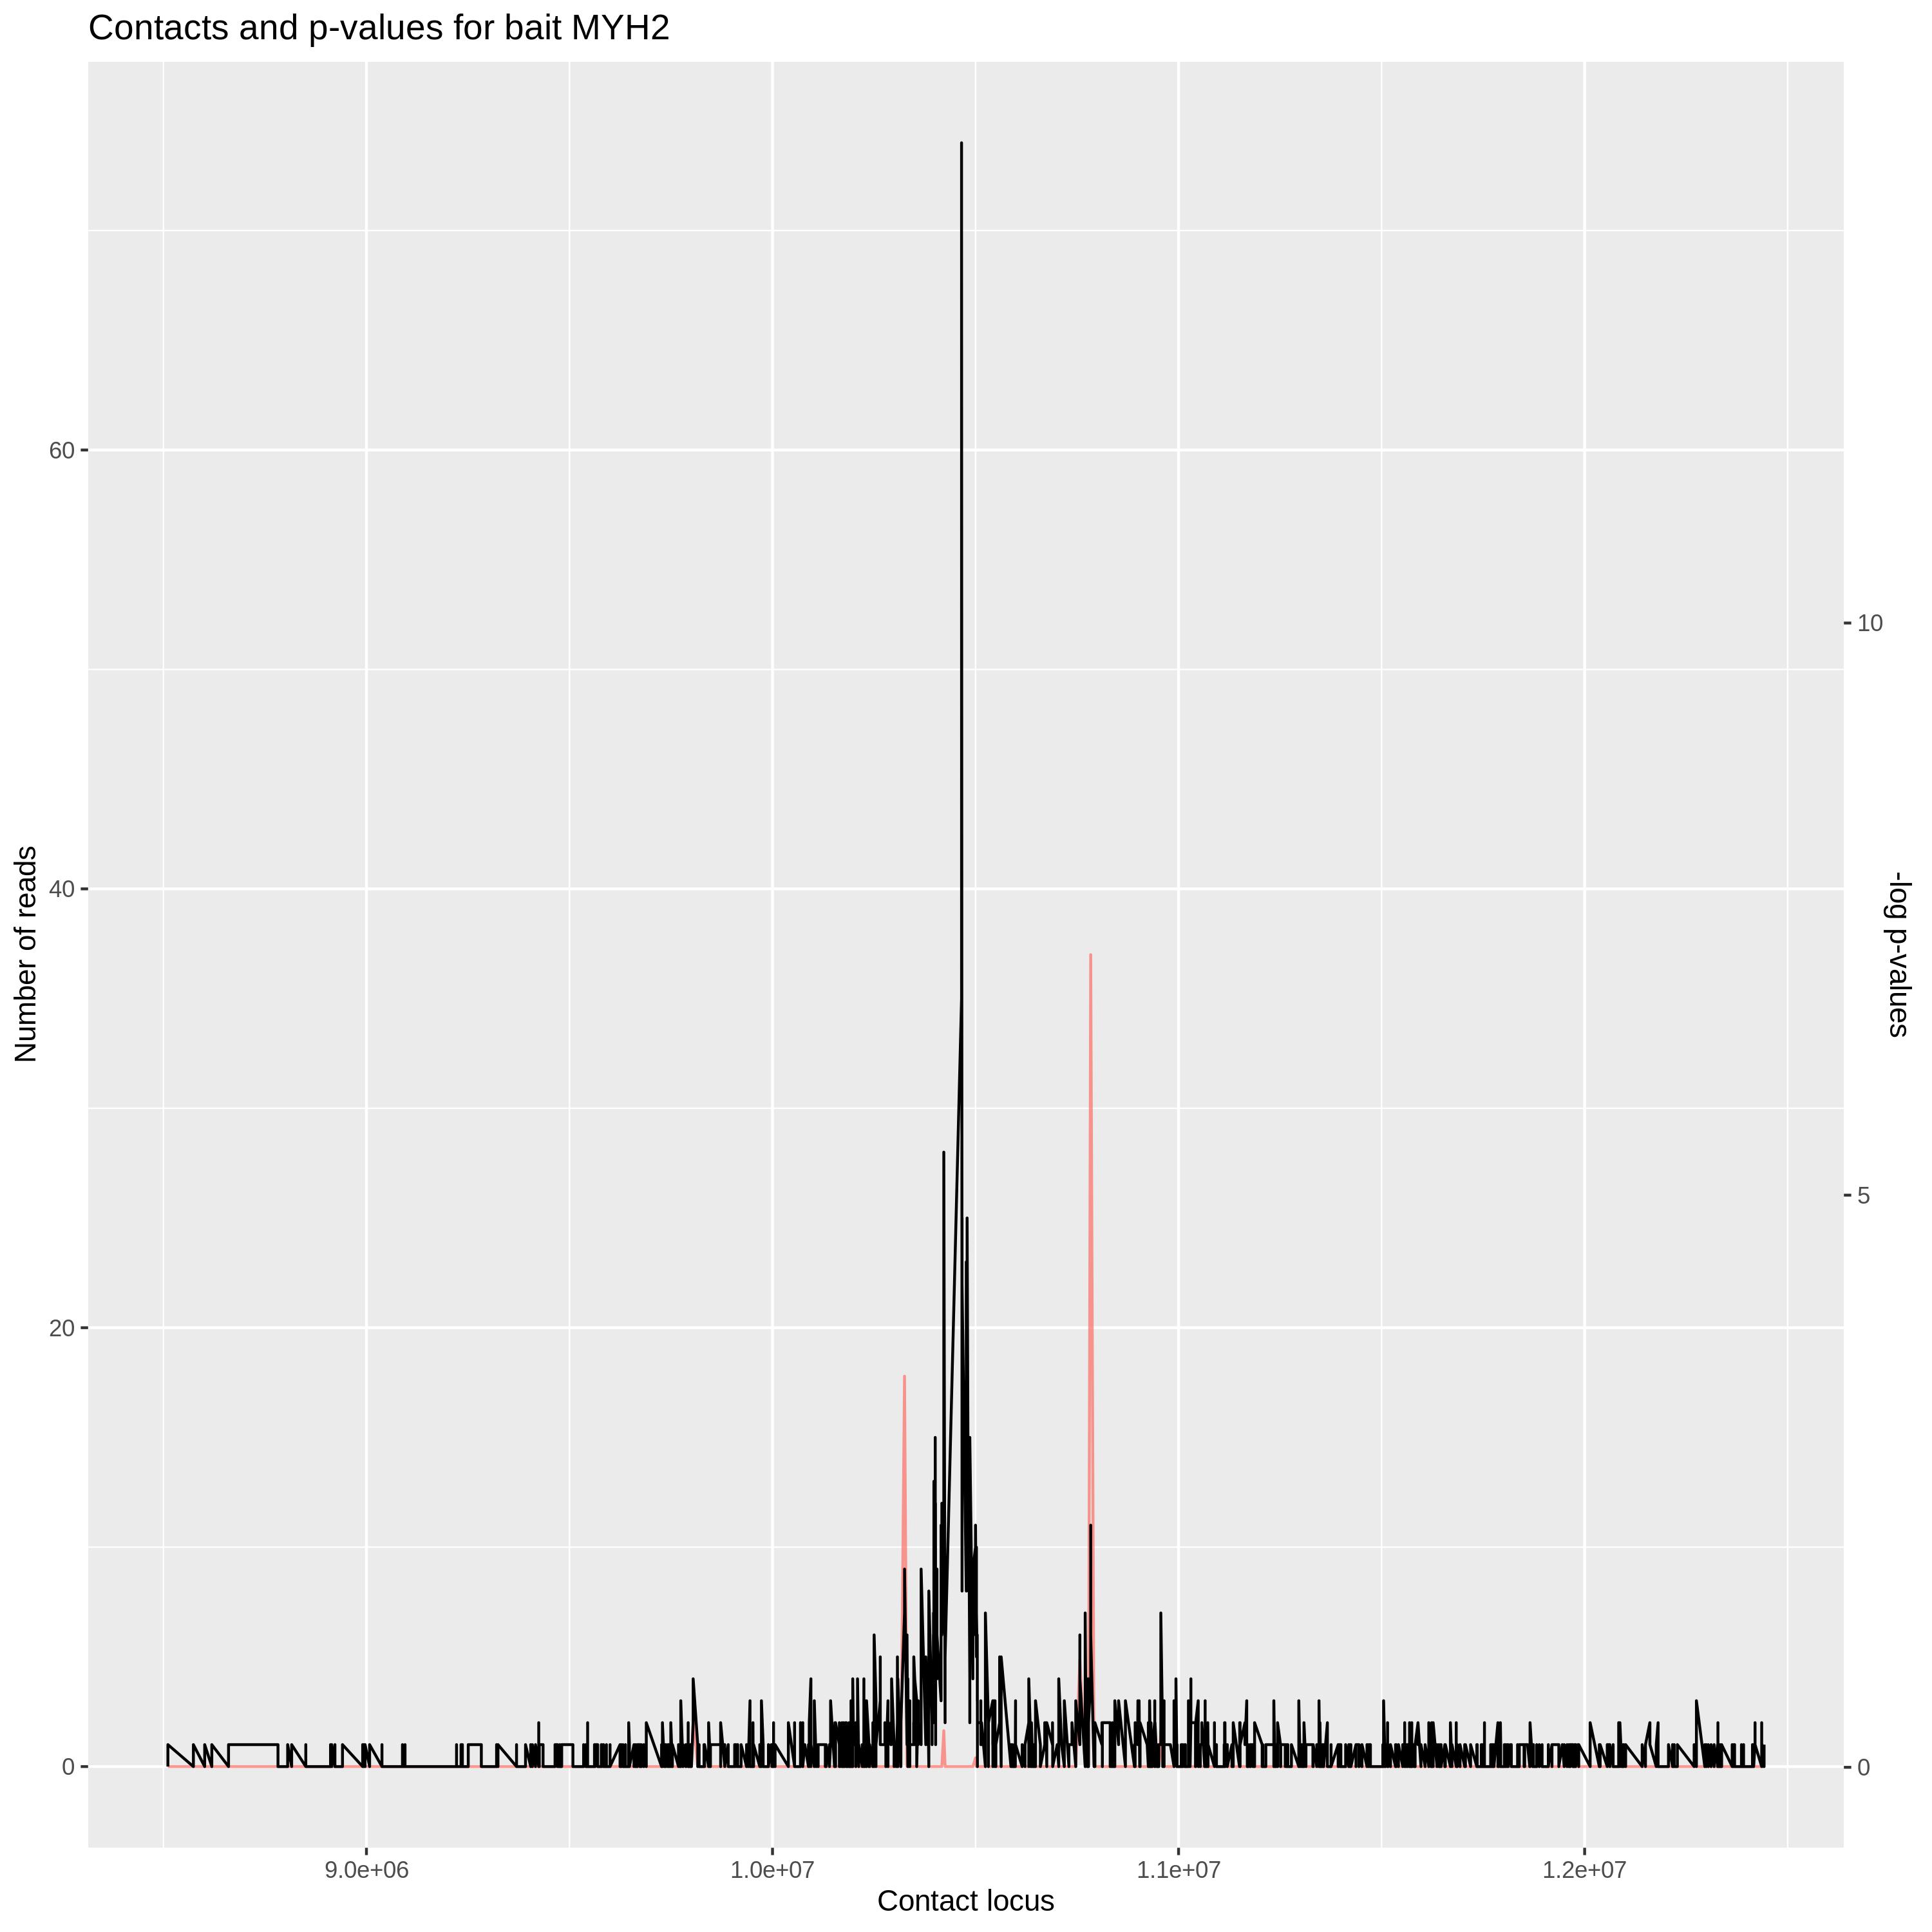 Contacts and p-values for bait MYH2
Number of reads
60
40
20
0
10
5
0
-log p-values
9.0e+06
1.0e+07
1.1e+07
1.2e+07
Contact locus